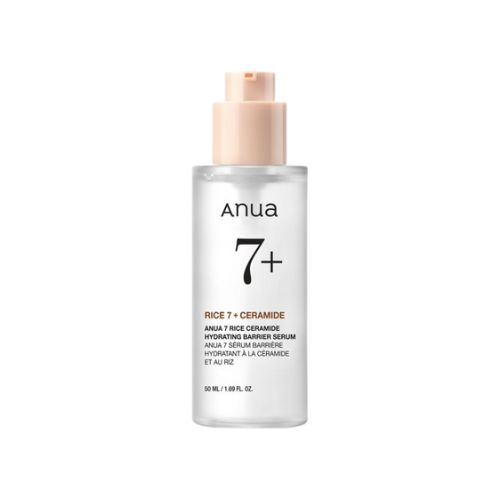 Anua
7+
RICE 7 + CERAMIDE
ANUA 7 RICE CERAMIDE
HYDRATING BARRIER SERUM
ANUA 7 SÉRUM BARRIÈRE
HYDRATANT À LA CÉRAMIDE
ET AU RIZ
50 ML / 1.69 FL. OZ.